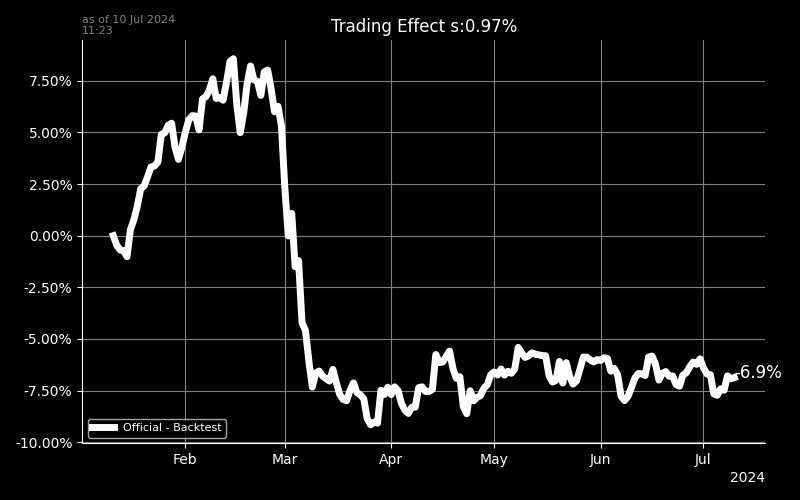 as of 10 Jul 2024
11:23
Trading Effect s:0.97%
7.50%
5.00%
2.50%
0.00%
-2.50%
-5.00%
-7.50%
-10.00%
-6.9%
Official - Backtest
Feb
Mar
Apr
May
Jun
Jul
2024